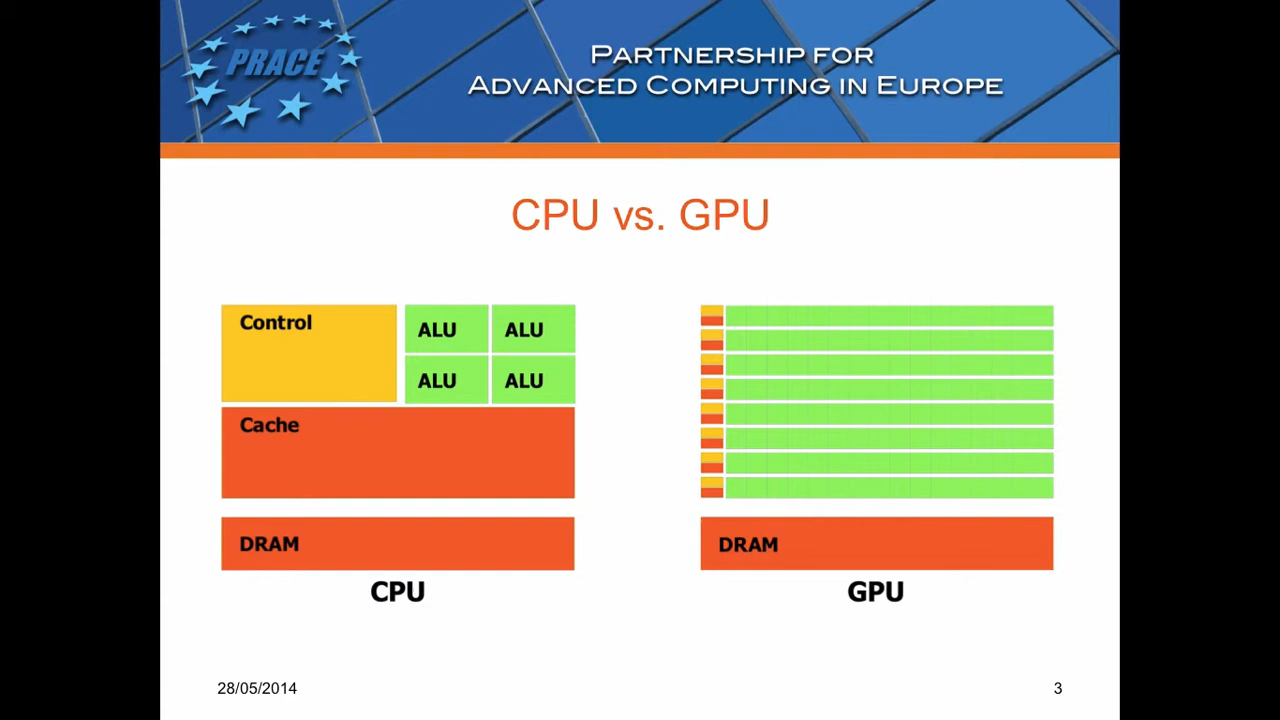 PRACE
PARTNERSHIP FOR
ADVANCED COMPUTING IN EUROPE
CPU vs. GPU
Control
ALU
ALU
ALU
ALU
Cache
DRAM
CPU
DRAM
GPU
28/05/2014
3